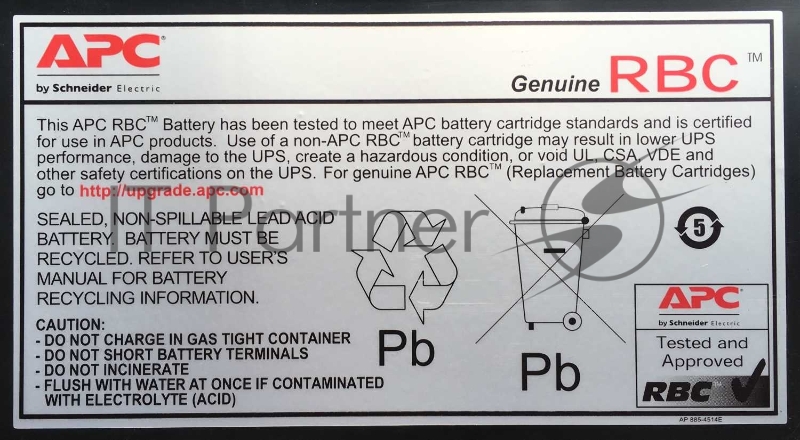 APC
by Schneider Electric
Genuine RBC™
This APC RBC™ Battery has been tested to meet APC battery cartridge standards and is certified
for use in APC products. Use of a non-APC RBC™ battery cartridge may result in lower UPS
performance, damage to the UPS, create a hazardous condition, or void UL, CSA, VDE and
other safety certifications on the UPS. For genuine APC RBC™ (Replacement Battery Cartridges)
go to http://upgrade.apc.com
SEALED, NON-SPILLABLE LEAD ACID
BATTERY. BATTERY MUST BE
RECYCLED. REFER TO USER'S
MANUAL FOR BATTERY
RECYCLING INFORMATION.
IT Partner
5
CAUTION:
- DO NOT CHARGE IN GAS TIGHT CONTAINER
- DO NOT SHORT BATTERY TERMINALS
- DO NOT INCINERATE
- FLUSH WITH WATER AT ONCE IF CONTAMINATED
WITH ELECTROLYTE (ACID)
Pb
Pb
APC
by Schneider Electric
Tested and
Approved
RBC™
AP 885-4514E